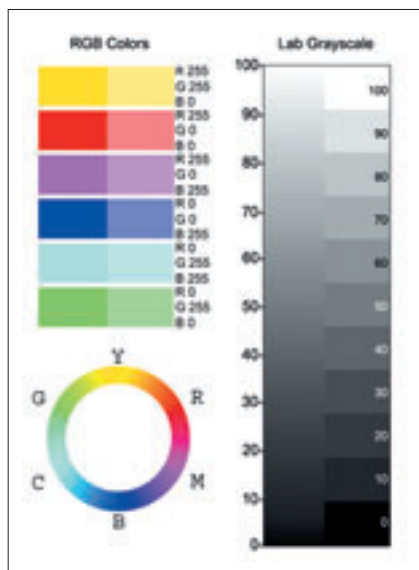 RGB Colors
R 255
G 255
B 0
R 255
G 0
B 0
R 255
G 0
B 255
R 0
G 0
B 255
R 0
G 255
B 255
R 0
G 255
B 0
Y
G
R
C
M
B
Lab Grayscale
100
90
80
70
60
50
40
30
20
10
0
100
90
80
70
60
50
40
30
20
10
0